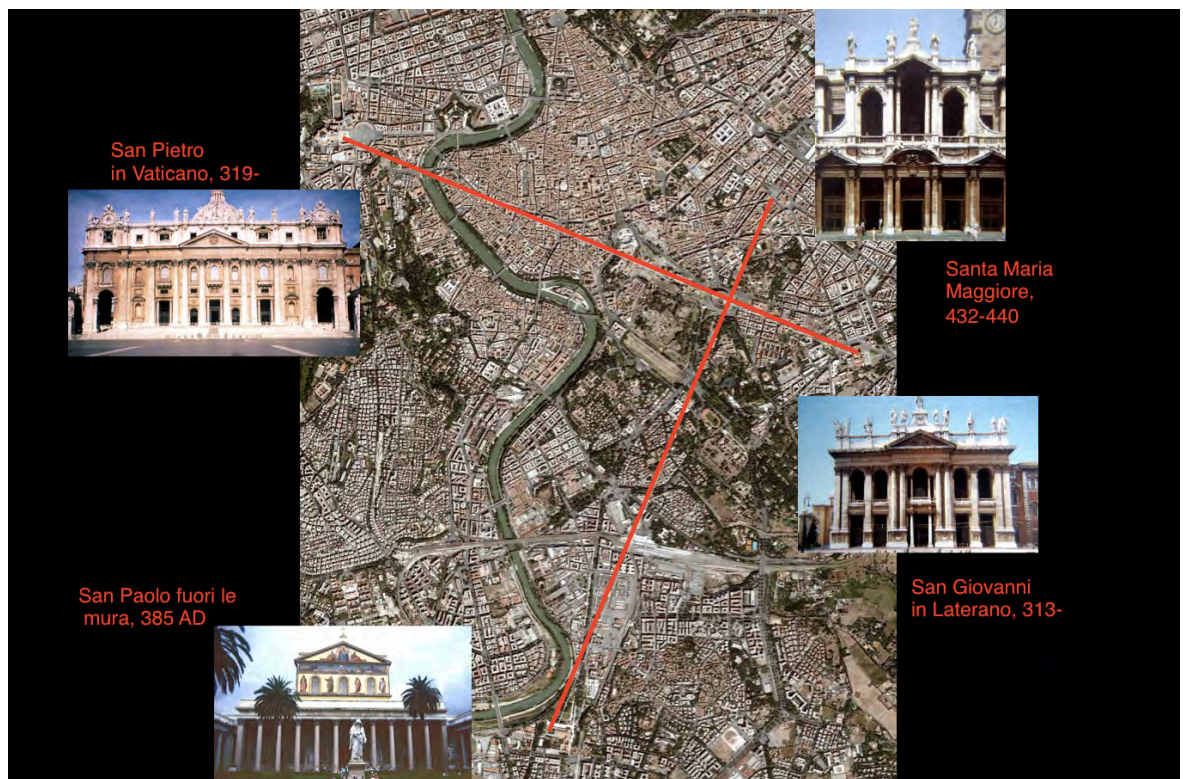 San Pietro
in Vaticano, 319-
Santa Maria
Maggiore,
432-440
San Paolo fuori le
mura, 385 AD
San Giovanni
in Laterano, 313-